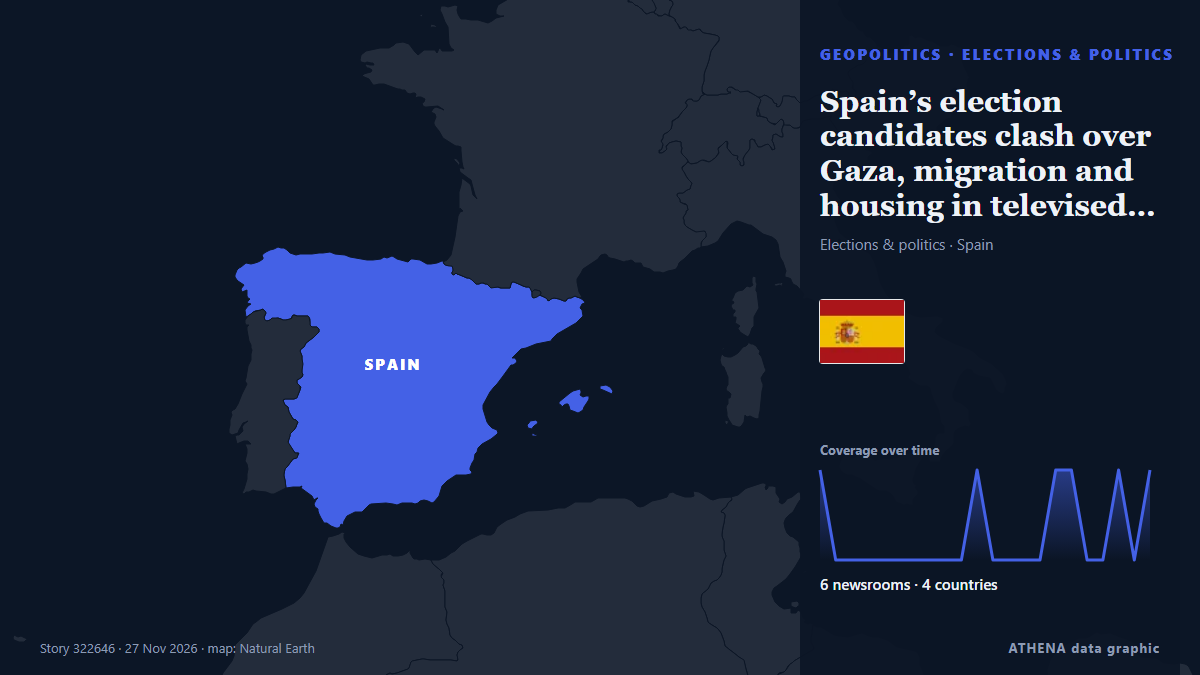 GEOPOLITICS · ELECTIONS & POLITICS
Spain’s election
candidates clash over
Gaza, migration and
housing in televised…
Elections & politics · Spain
SPAIN
Coverage over time
6 newsrooms · 4 countries
Story 322646 · 27 Nov 2026 · map: Natural Earth
ATHENA data graphic